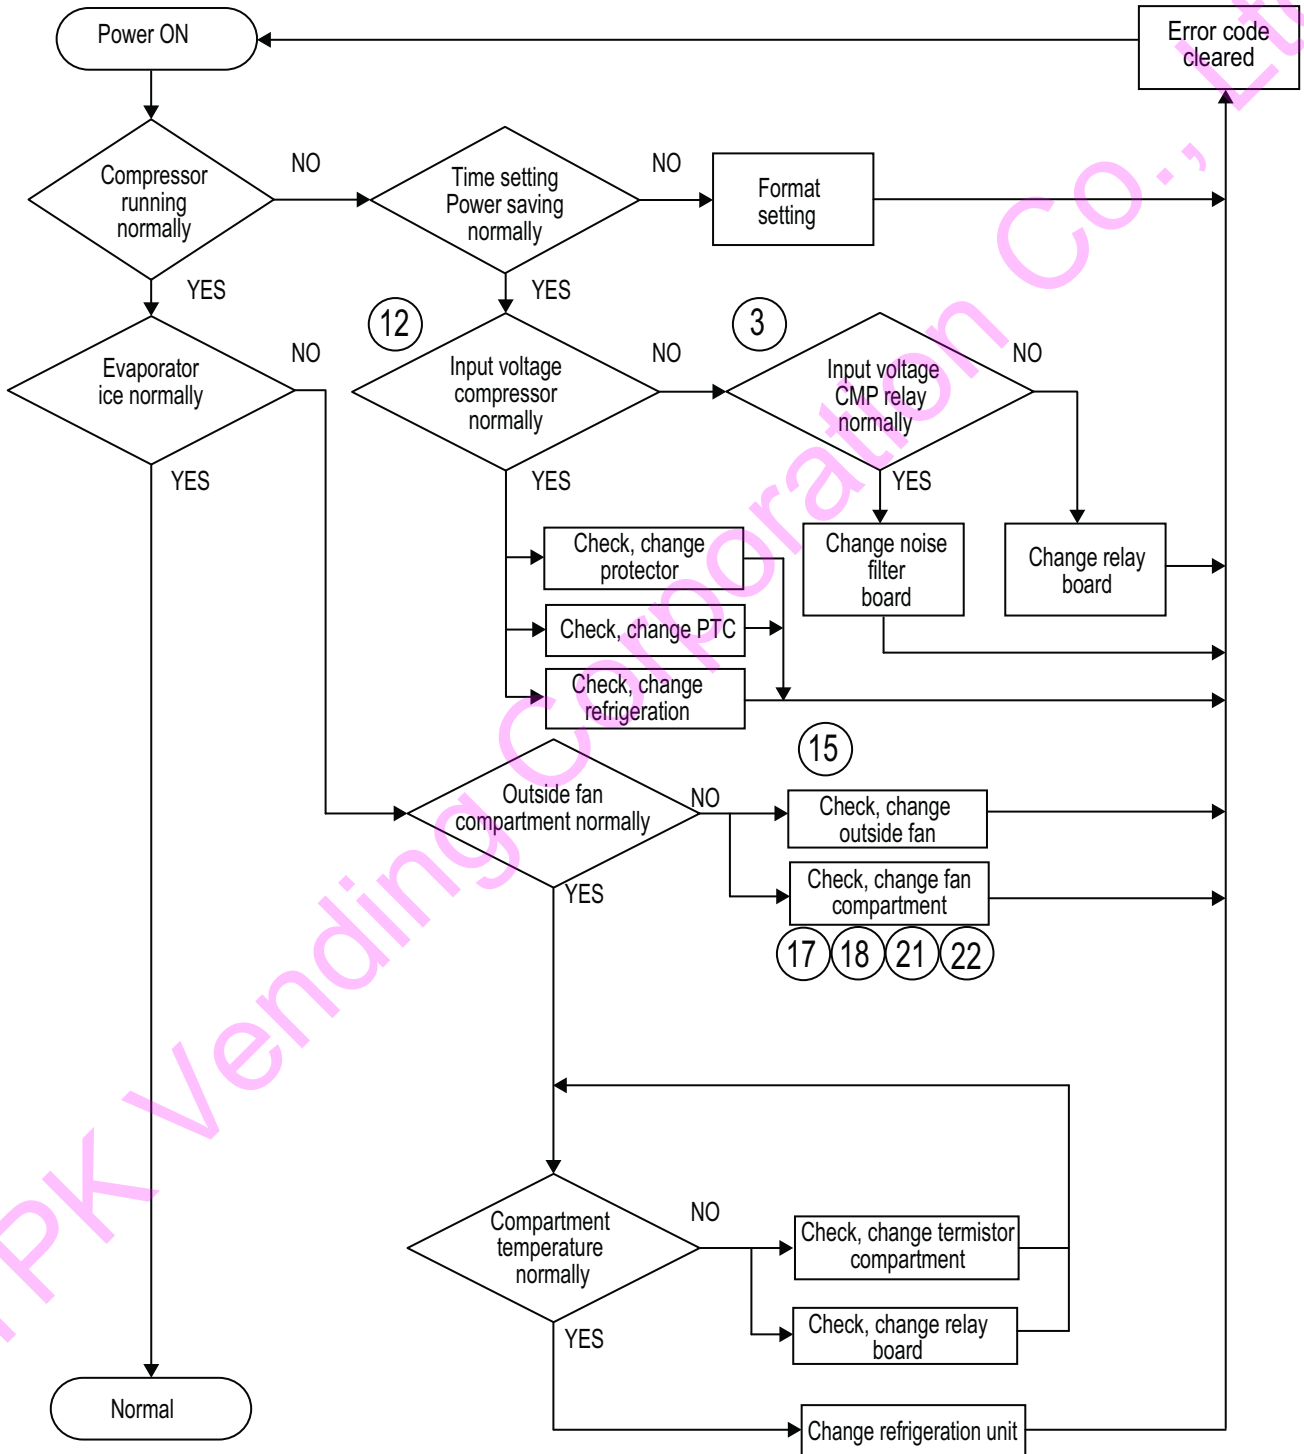 Power ON
Error code
cleared
Compressor
running
normally
NO
Time setting
Power saving
normally
NO
Format
setting
YES
YES
Evaporator
ice normally
NO
12
Input voltage
compressor
normally
NO
3
Input voltage
CMP relay
normally
NO
YES
YES
YES
Check, change
protector
Change noise
filter
board
Change relay
board
Check, change PTC
Check, change
refrigeration
15
Outside fan
compartment normally
NO
Check, change
outside fan
YES
Check, change fan
compartment
17
18
21
22
Compartment
temperature
normally
NO
Check, change termistor
compartment
YES
Check, change relay
board
Normal
Change refrigeration unit
TPK Vending Corporation Co., Ltd